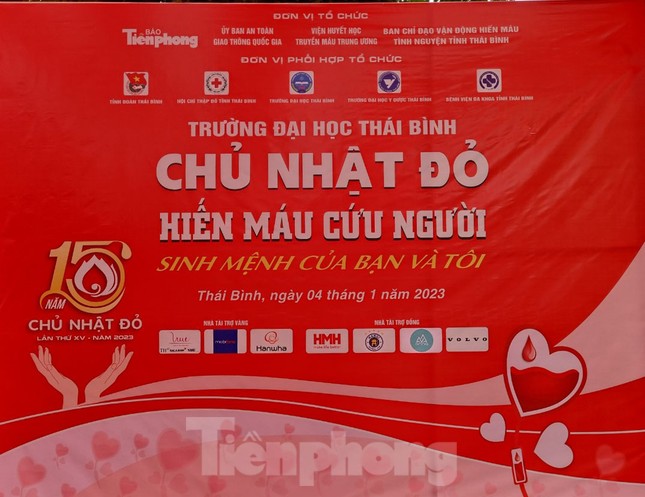 ĐƠN VỊ TỔ CHỨC
BÁO
Tiềnphong
ỦY BAN AN TOÀN
GIAO THÔNG QUỐC GIA
VIỆN HUYẾT HỌC
TRUYỀN MÁU TRUNG ƯƠNG
BAN CHỈ ĐẠO VẬN ĐỘNG HIẾN MÁU
TÌNH NGUYỆN TỈNH THÁI BÌNH
ĐƠN VỊ PHỐI HỢP TỔ CHỨC
TỈNH ĐOÀN THÁI BÌNH
HỘI CHỮ THẬP ĐỎ TỈNH THÁI BÌNH
TRƯỜNG ĐẠI HỌC THÁI BÌNH
TRƯỜNG ĐẠI HỌC Y DƯỢC THÁI BÌNH
BỆNH VIỆN ĐA KHOA TỈNH THÁI BÌNH
TRƯỜNG ĐẠI HỌC THÁI BÌNH
CHỦ NHẬT ĐỎ
HIẾN MÁU CỨU NGƯỜI
SINH MỆNH CỦA BẠN VÀ TÔI
Thái Bình, ngày 04 tháng 1 năm 2023
15
NĂM
CHỦ NHẬT ĐỎ
LẦN THỨ XV - NĂM 2023
NHÀ TÀI TRỢ VÀNG
NHÀ TÀI TRỢ ĐỒNG
mobifone
Hanwha
HMH
VOLVO
Tiềnphong
Tiềnphong